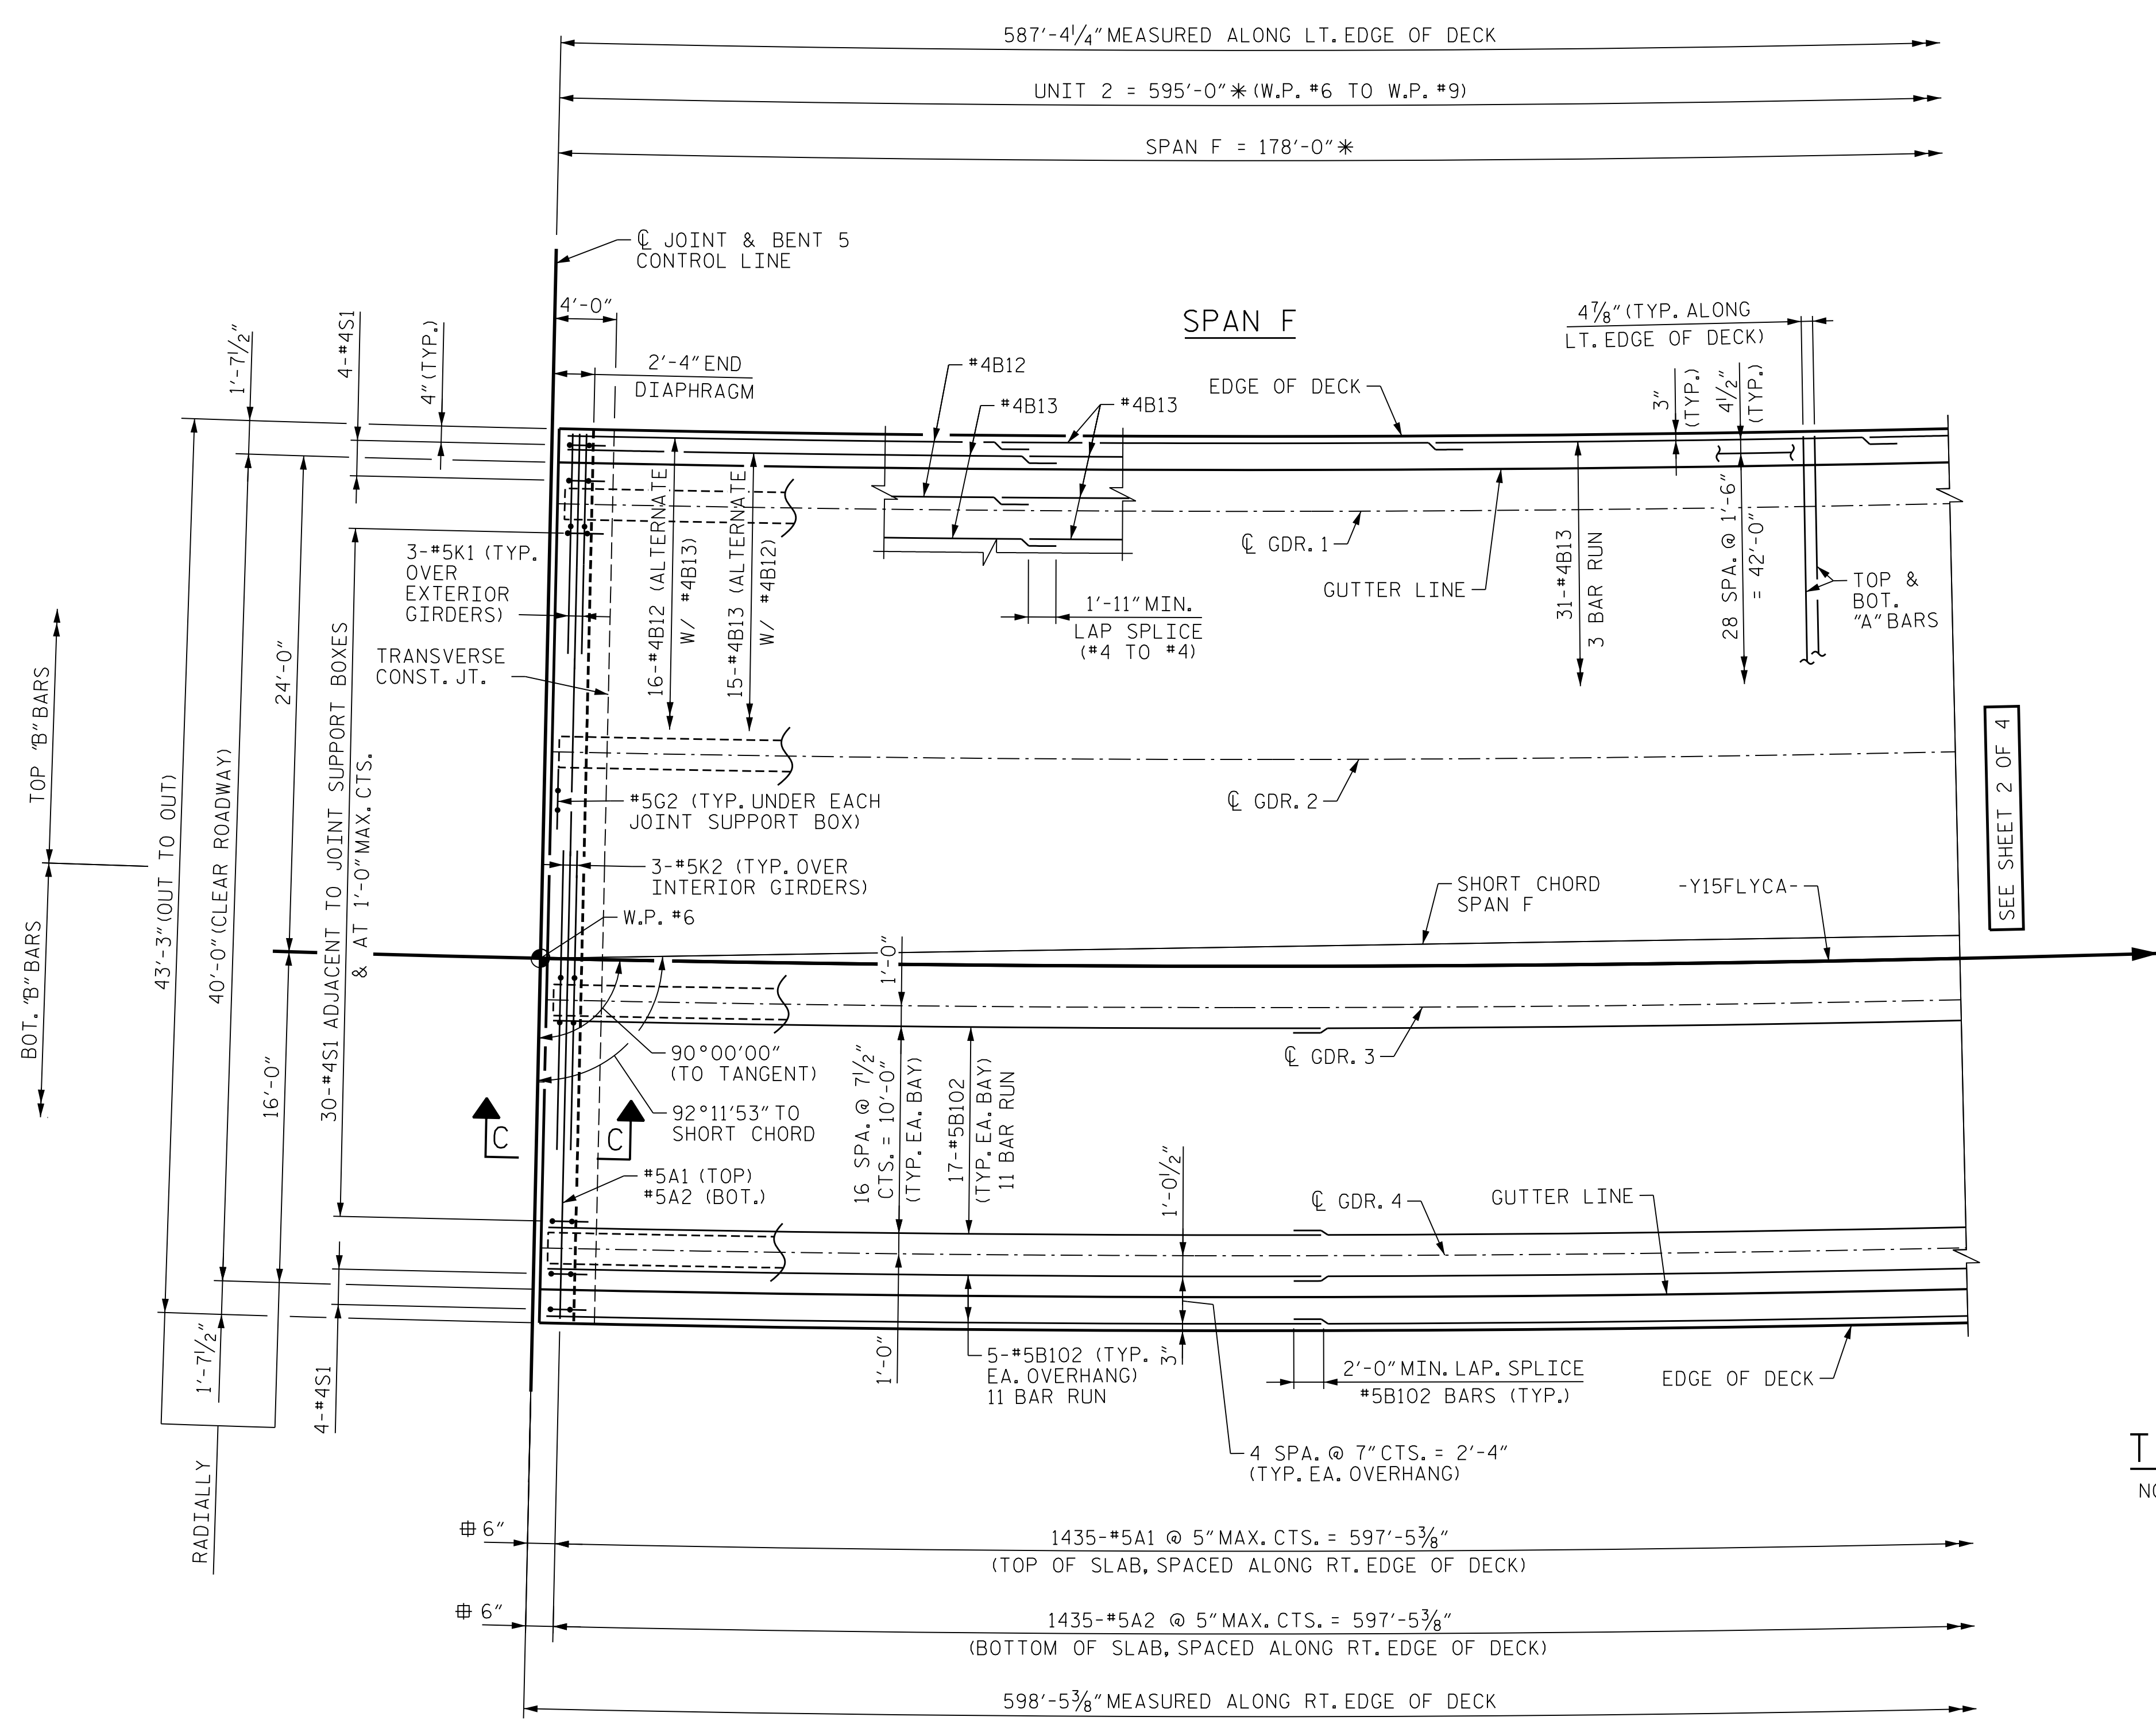 587′-4¼″ MEASURED ALONG LT. EDGE OF DECK
UNIT 2 = 595′-0″* (W.P. #6 TO W.P. #9)
SPAN F = 178′-0″*
℄ JOINT & BENT 5
CONTROL LINE
4′-0″
SPAN F
4⅞″ (TYP. ALONG
LT. EDGE OF DECK)
1′-7½″
4-#4S1
4″ (TYP.)
2′-4″ END
DIAPHRAGM
#4B12
#4B13
#4B13
EDGE OF DECK
3″
(TYP.)
4½″
(TYP.)
3-#5K1 (TYP.
OVER
EXTERIOR
GIRDERS)
16-#4B12 (ALTERNATE
W/ #4B13)
15-#4B13 (ALTERNATE
W/ #4B12)
℄ GDR. 1
GUTTER LINE
31-#4B13
3 BAR RUN
28 SPA. @ 1′-6″
= 42′-0″
TOP &
BOT.
"A" BARS
1′-11″ MIN.
LAP SPLICE
(#4 TO #4)
TRANSVERSE
CONST. JT.
TOP "B" BARS
BOT. "B" BARS
43′-3″ (OUT TO OUT)
40′-0″ (CLEAR ROADWAY)
24′-0″
16′-0″
30-#4S1 ADJACENT TO JOINT SUPPORT BOXES
& AT 1′-0″ MAX. CTS.
#5G2 (TYP. UNDER EACH
JOINT SUPPORT BOX)
℄ GDR. 2
SEE SHEET 2 OF 4
3-#5K2 (TYP. OVER
INTERIOR GIRDERS)
W.P. #6
SHORT CHORD
SPAN F
-Y15FLYCA-
1′-0″
90°00′00″
(TO TANGENT)
92°11′53″ TO
SHORT CHORD
℄ GDR. 3
C
C
16 SPA. @ 7½″
CTS. = 10′-0″
(TYP. EA. BAY)
17-#5B102
(TYP. EA. BAY)
11 BAR RUN
#5A1 (TOP)
#5A2 (BOT.)
1′-0½″
℄ GDR. 4
GUTTER LINE
1′-7½″
4-#4S1
1′-0″
5-#5B102 (TYP.
EA. OVERHANG)
11 BAR RUN
3″
2′-0″ MIN. LAP. SPLICE
#5B102 BARS (TYP.)
EDGE OF DECK
4 SPA. @ 7″ CTS. = 2′-4″
(TYP. EA. OVERHANG)
RADIALLY
T
NO
⌗ 6″
1435-#5A1 @ 5″ MAX. CTS. = 597′-5⅜″
(TOP OF SLAB, SPACED ALONG RT. EDGE OF DECK)
⌗ 6″
1435-#5A2 @ 5″ MAX. CTS. = 597′-5⅜″
(BOTTOM OF SLAB, SPACED ALONG RT. EDGE OF DECK)
598′-5⅜″ MEASURED ALONG RT. EDGE OF DECK